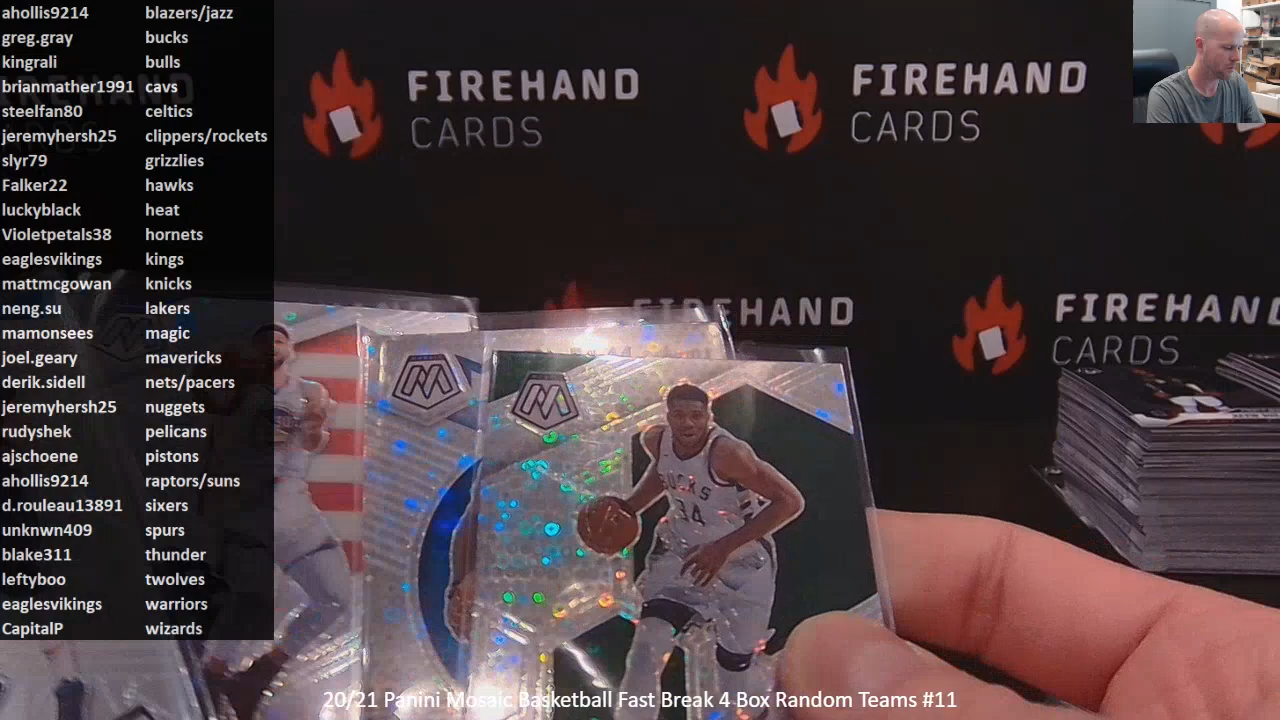 ahollis9214 blazers/jazz
greg.gray bucks
kingrali bulls
brianmather1991 cavs
steelfan80 celtics
jeremyhersh25 clippers/rockets
slyr79 grizzlies
Falker22 hawks
luckyblack heat
Violetpetals38 hornets
eaglesvikings kings
mattmcgowan knicks
neng.su lakers
mamonsees magic
joel.geary mavericks
derik.sidell nets/pacers
jeremyhersh25 nuggets
rudyshek pelicans
ajschoene pistons
ahollis9214 raptors/suns
d.rouleau13891 sixers
unknwn409 spurs
blake311 thunder
leftyboo twolves
eaglesvikings warriors
CapitalP wizards
FIREHAND
CARDS
FIREHAND
CARDS
FIREHAND
FIREHAND
CARDS
BUCKS
34
20/21 Panini Mosaic Basketball Fast Break 4 Box Random Teams #11